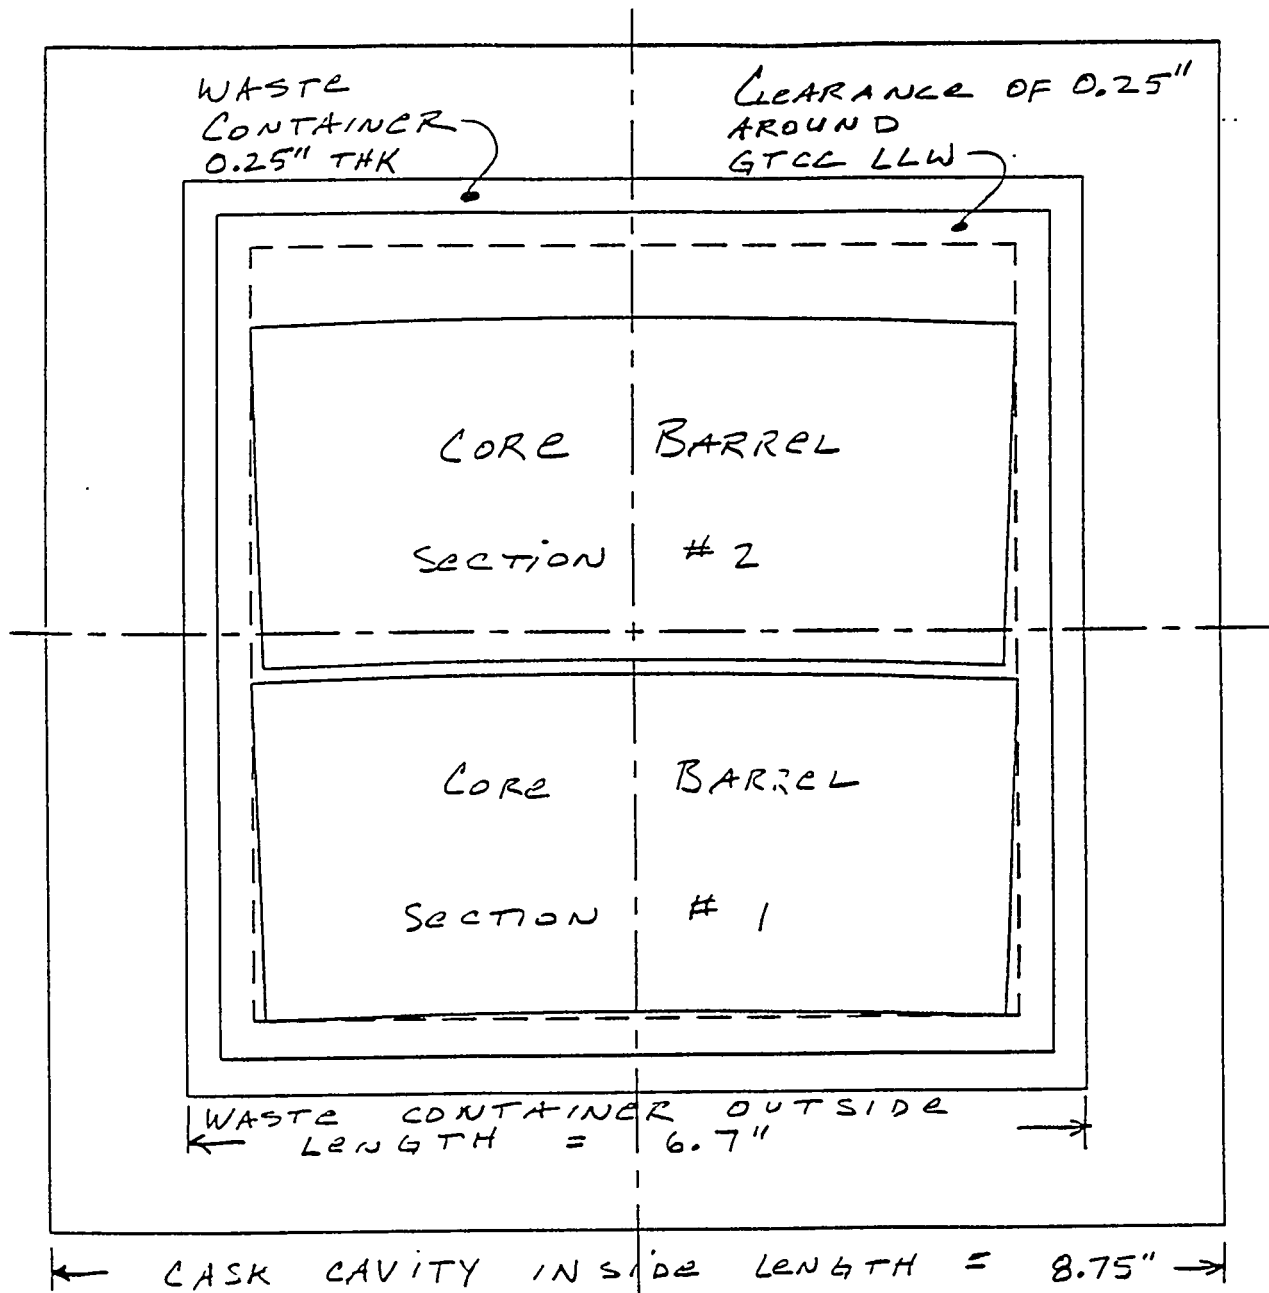 WASTE
CONTAINER
0.25" THK
CLEARANCE OF 0.25"
AROUND
GTCC LLW
CORE BARREL
SECTION # 2
CORE BARREL
SECTION # 1
WASTE CONTAINER OUTSIDE
LENGTH = 6.7"
CASK CAVITY INSIDE LENGTH = 8.75"